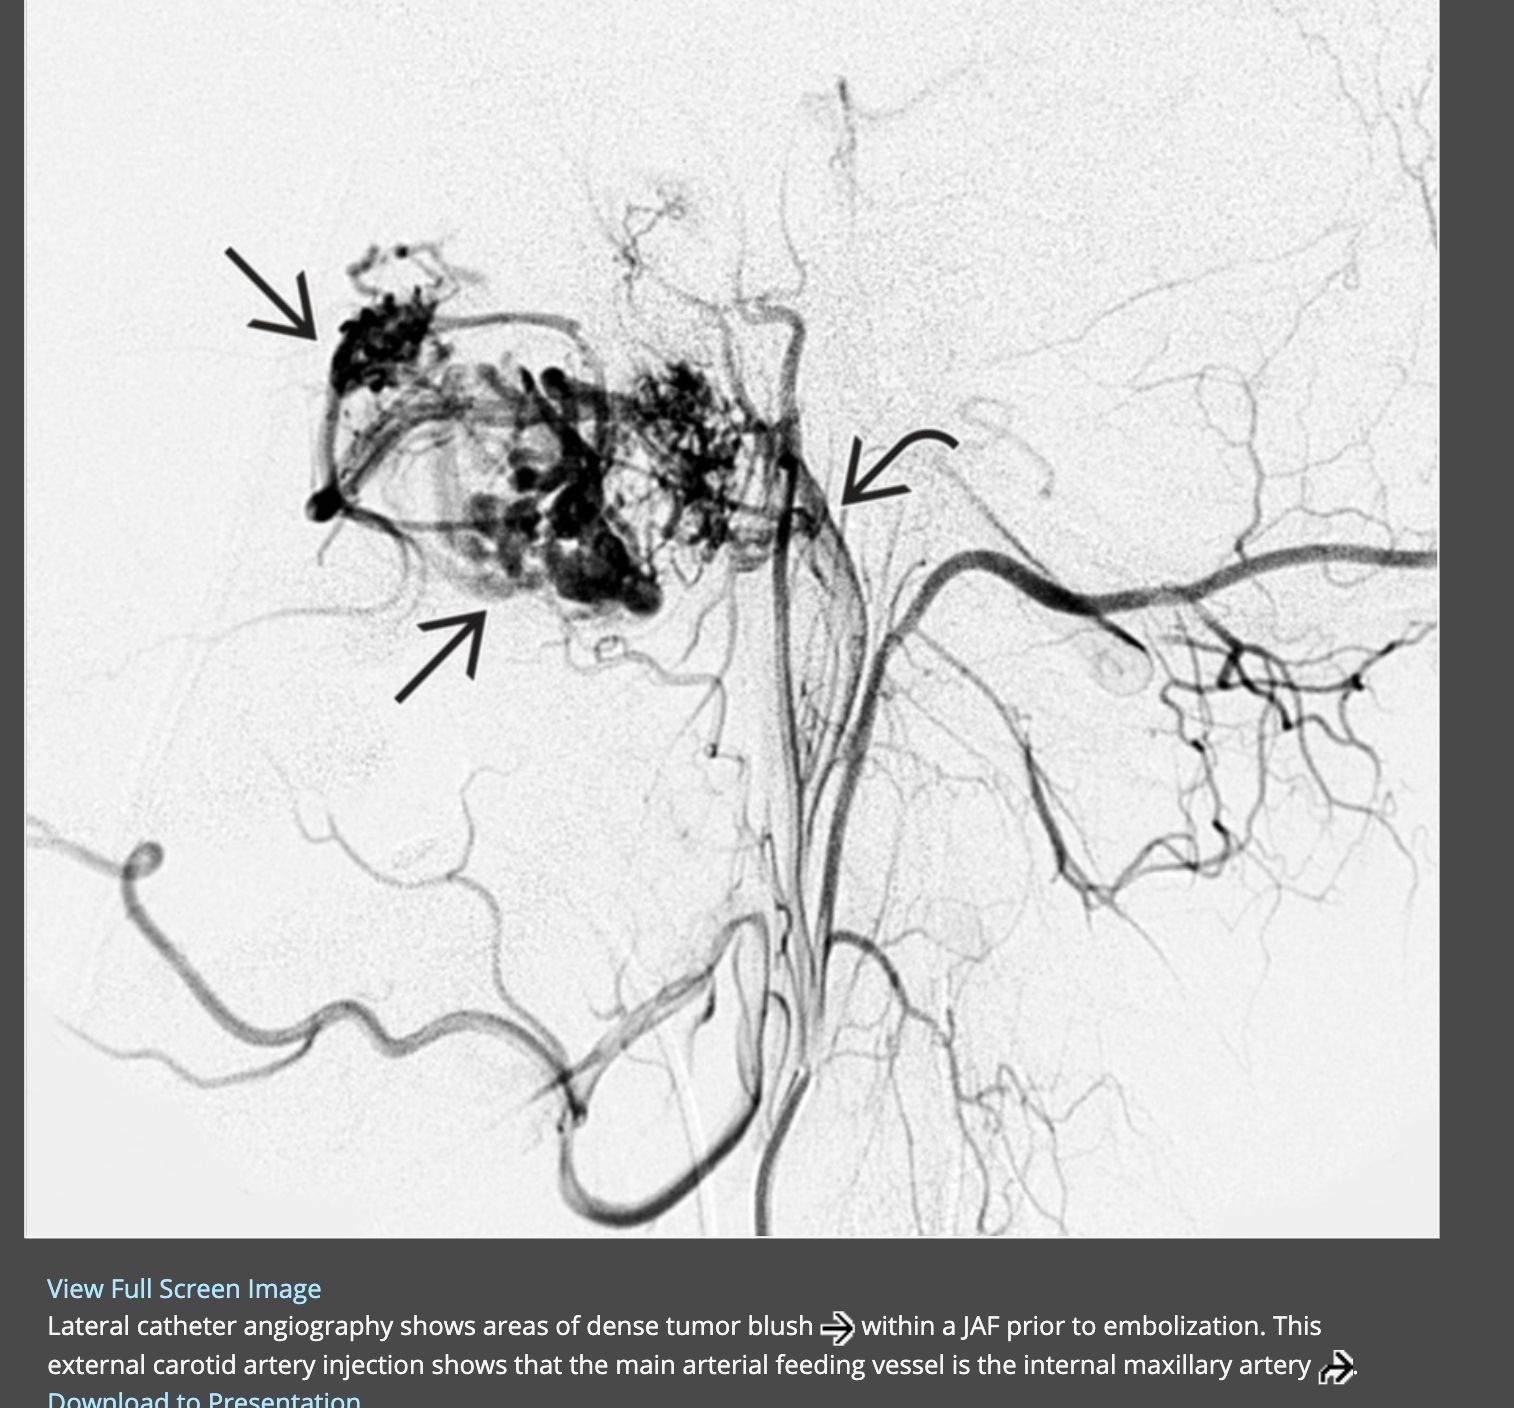 View Full Screen Image
Lateral catheter angiography shows areas of dense tumor blush within a JAF prior to embolization. This
external carotid artery injection shows that the main arterial feeding vessel is the internal maxillary artery .
Download to Presentation